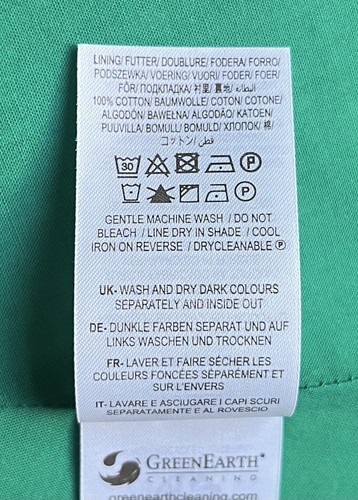 LINING/ FUTTER/ DOUBLURE/ FODERA/ FORRO/
PODSZEWKA/ VOERING/ VUORI/ FODER/ FOER/
FÔR/ ПОДКЛАДКА/ 衬里/ 裏地/ البطانه/
100% COTTON/ BAUMWOLLE/ COTON/ COTONE/
ALGODÓN/ BAWEŁNA/ ALGODÃO/ KATOEN/
PUUVILLA/ BOMULL/ BOMULD/ ХЛОПОК/ 棉/
コットン/ قطن/
30 P
P
GENTLE MACHINE WASH / DO NOT
BLEACH / LINE DRY IN SHADE / COOL
IRON ON REVERSE / DRYCLEANABLE Ⓟ
UK- WASH AND DRY DARK COLOURS
SEPARATELY AND INSIDE OUT
DE- DUNKLE FARBEN SEPARAT UND AUF
LINKS WASCHEN UND TROCKNEN
FR- LAVER ET FAIRE SÉCHER LES
COULEURS FONCÉES SÉPARÉMENT ET
SUR L'ENVERS
IT- LAVARE E ASCIUGARE I CAPI SCURI
SEPARATAMENTE E AL ROVESCIO
GREENEARTH®
CLEANING
greenearthcleaning.com